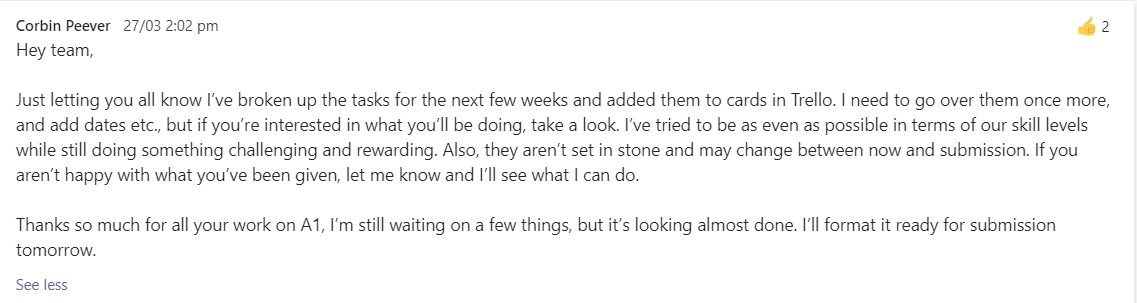 Corbin Peever 27/03 2:02 pm
👍 2
Hey team,
Just letting you all know I’ve broken up the tasks for the next few weeks and added them to cards in Trello. I need to go over them once more,
and add dates etc., but if you’re interested in what you’ll be doing, take a look. I’ve tried to be as even as possible in terms of our skill levels
while still doing something challenging and rewarding. Also, they aren’t set in stone and may change between now and submission. If you
aren’t happy with what you’ve been given, let me know and I’ll see what I can do.
Thanks so much for all your work on A1, I’m still waiting on a few things, but it’s looking almost done. I’ll format it ready for submission
tomorrow.
See less